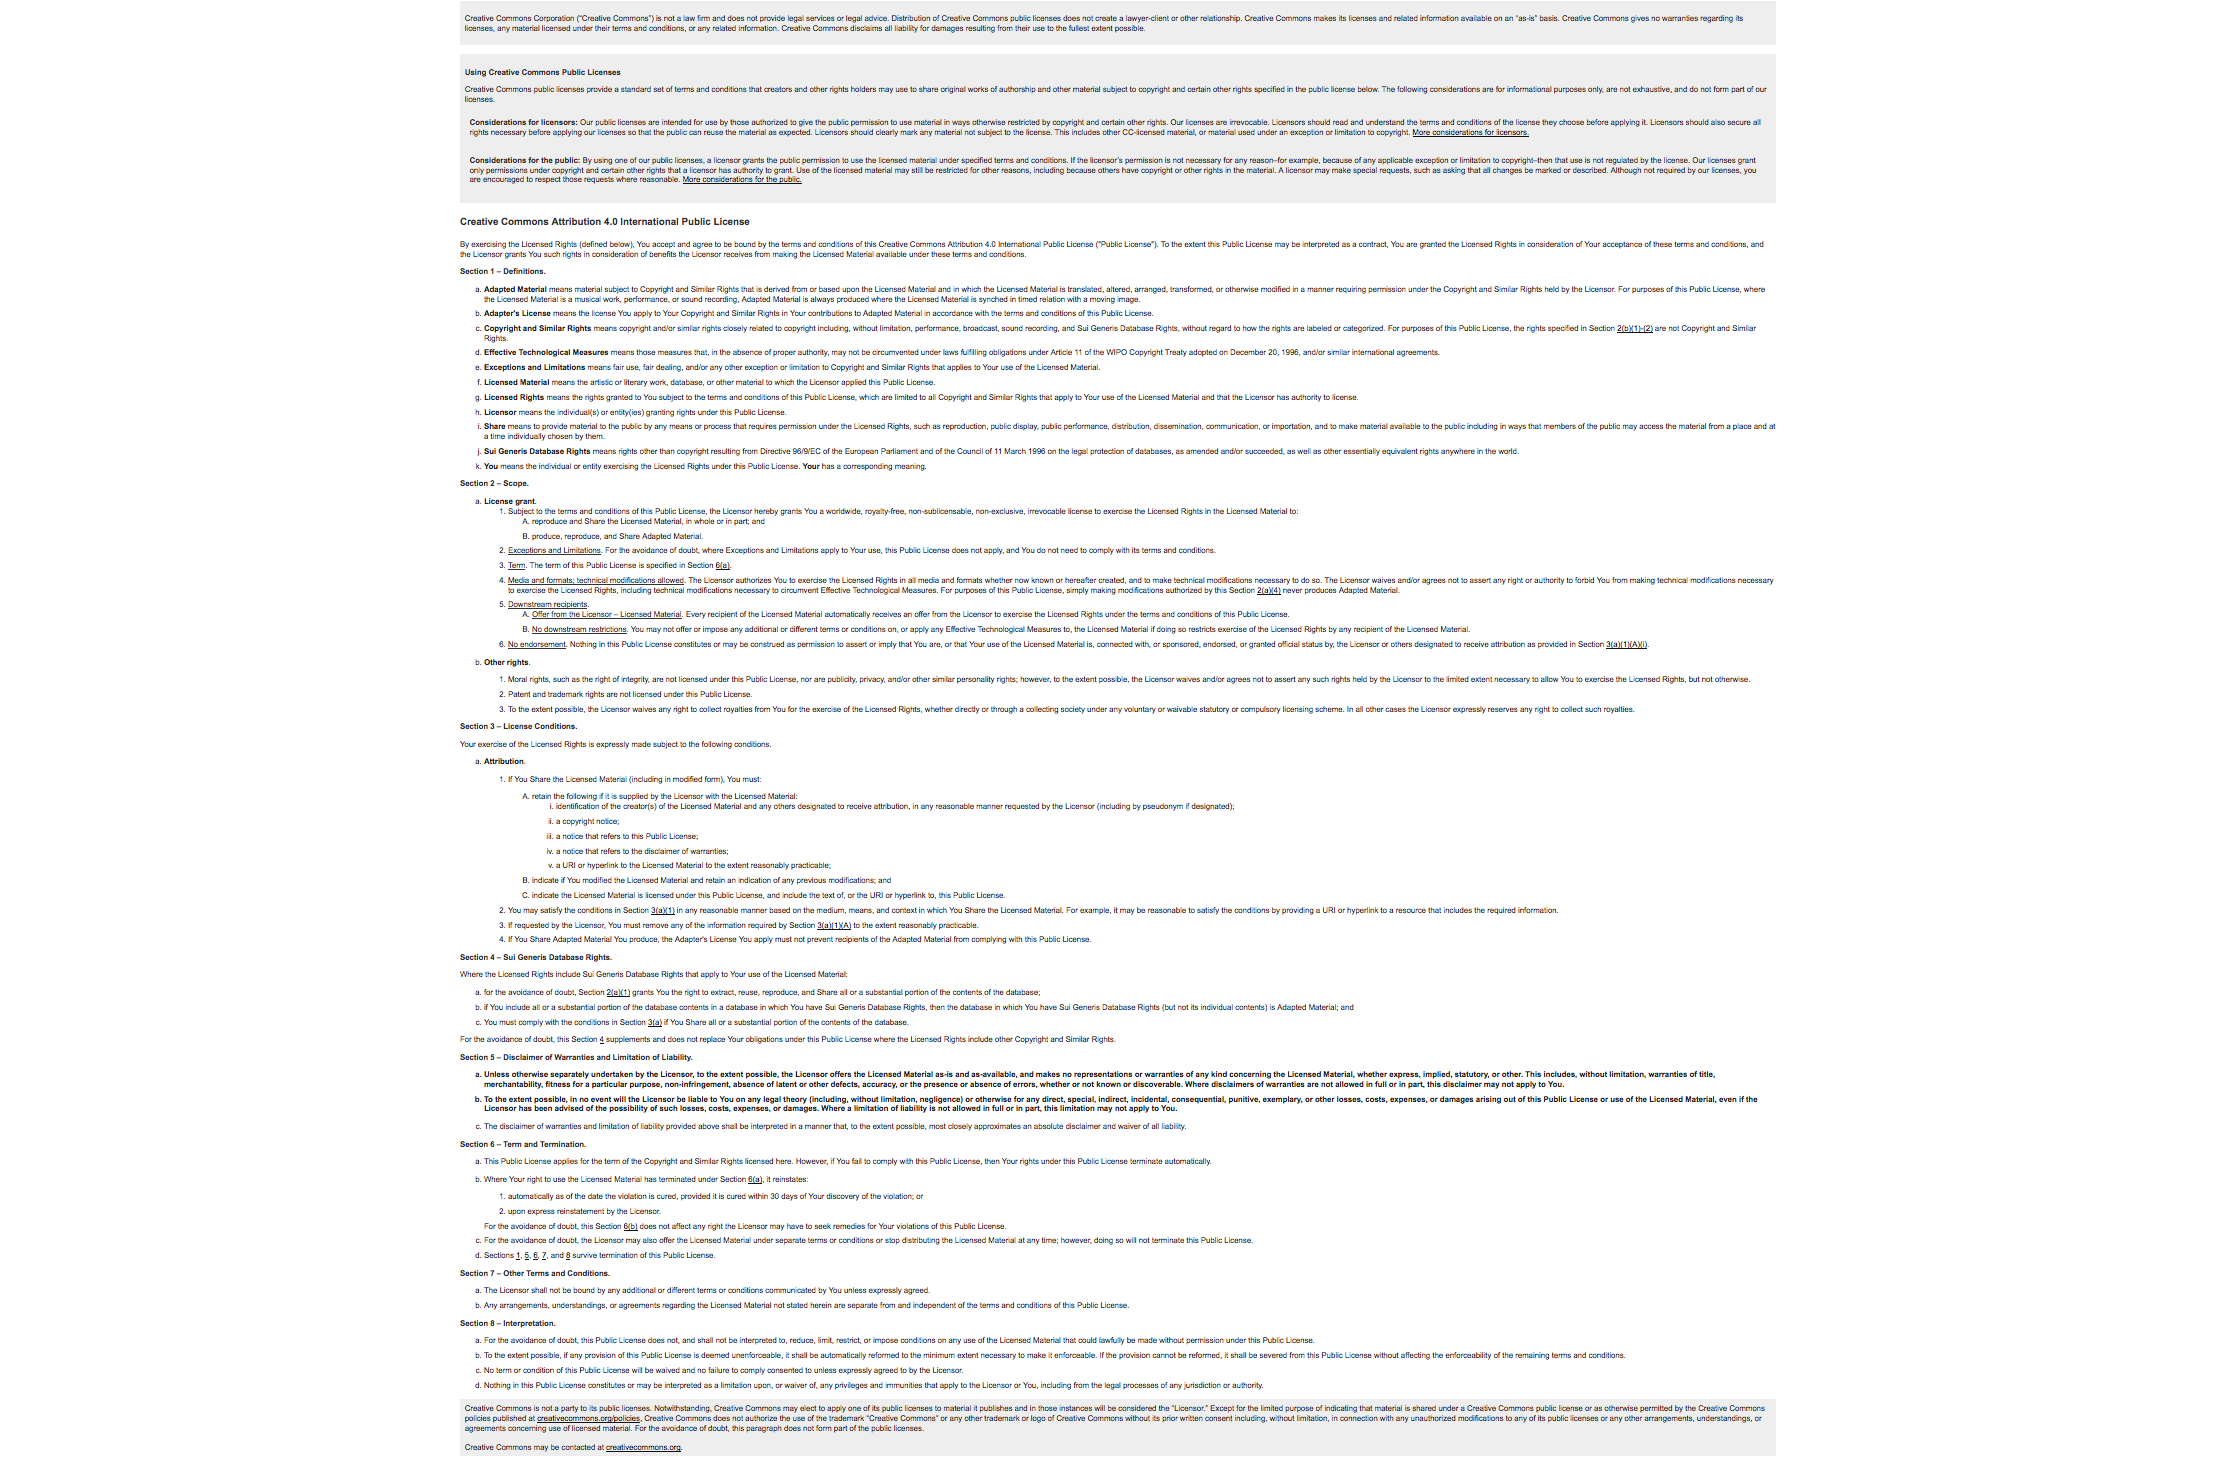 Creative Commons Corporation ("Creative Commons") is not a law firm and does not provide legal services or legal advice. Distribution of Creative Commons public licenses does not create a lawyer-client or other relationship. Creative Commons makes its licenses and related information available on an "as-is" basis. Creative Commons gives no warranties regarding its
licenses, any material licensed under their terms and conditions, or any related information. Creative Commons disclaims all liability for damages resulting from their use to the fullest extent possible.
Using Creative Commons Public Licenses
Creative Commons public licenses provide a standard set of terms and conditions that creators and other rights holders may use to share original works of authorship and other material subject to copyright and certain other rights specified in the public license below. The following considerations are for informational purposes only, are not exhaustive, and do not form part of our
licenses.
Considerations for licensors: Our public licenses are intended for use by those authorized to give the public permission to use material in ways otherwise restricted by copyright and certain other rights. Our licenses are irrevocable. Licensors should read and understand the terms and conditions of the license they choose before applying it. Licensors should also secure all
rights necessary before applying our licenses so that the public can reuse the material as expected. Licensors should clearly mark any material not subject to the license. This includes other CC-licensed material, or material used under an exception or limitation to copyright. More considerations for licensors.
Considerations for the public: By using one of our public licenses, a licensor grants the public permission to use the licensed material under specified terms and conditions. If the licensor's permission is not necessary for any reason–for example, because of any applicable exception or limitation to copyright–then that use is not regulated by the license. Our licenses grant
only permissions under copyright and certain other rights that a licensor has authority to grant. Use of the licensed material may still be restricted for other reasons, including because others have copyright or other rights in the material. A licensor may make special requests, such as asking that all changes be marked or described. Although not required by our licenses, you
are encouraged to respect those requests where reasonable. More considerations for the public.
Creative Commons Attribution 4.0 International Public License
By exercising the Licensed Rights (defined below), You accept and agree to be bound by the terms and conditions of this Creative Commons Attribution 4.0 International Public License ("Public License"). To the extent this Public License may be interpreted as a contract, You are granted the Licensed Rights in consideration of Your acceptance of these terms and conditions, and
the Licensor grants You such rights in consideration of benefits the Licensor receives from making the Licensed Material available under these terms and conditions.
Section 1 – Definitions.
a. Adapted Material means material subject to Copyright and Similar Rights that is derived from or based upon the Licensed Material and in which the Licensed Material is translated, altered, arranged, transformed, or otherwise modified in a manner requiring permission under the Copyright and Similar Rights held by the Licensor. For purposes of this Public License, where
the Licensed Material is a musical work, performance, or sound recording, Adapted Material is always produced where the Licensed Material is synched in timed relation with a moving image.
b. Adapter's License means the license You apply to Your Copyright and Similar Rights in Your contributions to Adapted Material in accordance with the terms and conditions of this Public License.
c. Copyright and Similar Rights means copyright and/or similar rights closely related to copyright including, without limitation, performance, broadcast, sound recording, and Sui Generis Database Rights, without regard to how the rights are labeled or categorized. For purposes of this Public License, the rights specified in Section 2(b)(1)-(2) are not Copyright and Similar
Rights.
d. Effective Technological Measures means those measures that, in the absence of proper authority, may not be circumvented under laws fulfilling obligations under Article 11 of the WIPO Copyright Treaty adopted on December 20, 1996, and/or similar international agreements.
e. Exceptions and Limitations means fair use, fair dealing, and/or any other exception or limitation to Copyright and Similar Rights that applies to Your use of the Licensed Material.
f. Licensed Material means the artistic or literary work, database, or other material to which the Licensor applied this Public License.
g. Licensed Rights means the rights granted to You subject to the terms and conditions of this Public License, which are limited to all Copyright and Similar Rights that apply to Your use of the Licensed Material and that the Licensor has authority to license.
h. Licensor means the individual(s) or entity(ies) granting rights under this Public License.
i. Share means to provide material to the public by any means or process that requires permission under the Licensed Rights, such as reproduction, public display, public performance, distribution, dissemination, communication, or importation, and to make material available to the public including in ways that members of the public may access the material from a place and at
a time individually chosen by them.
j. Sui Generis Database Rights means rights other than copyright resulting from Directive 96/9/EC of the European Parliament and of the Council of 11 March 1996 on the legal protection of databases, as amended and/or succeeded, as well as other essentially equivalent rights anywhere in the world.
k. You means the individual or entity exercising the Licensed Rights under this Public License. Your has a corresponding meaning.
Section 2 – Scope.
a. License grant.
1. Subject to the terms and conditions of this Public License, the Licensor hereby grants You a worldwide, royalty-free, non-sublicensable, non-exclusive, irrevocable license to exercise the Licensed Rights in the Licensed Material to:
A. reproduce and Share the Licensed Material, in whole or in part; and
B. produce, reproduce, and Share Adapted Material.
2. Exceptions and Limitations. For the avoidance of doubt, where Exceptions and Limitations apply to Your use, this Public License does not apply, and You do not need to comply with its terms and conditions.
3. Term. The term of this Public License is specified in Section 6(a).
4. Media and formats; technical modifications allowed. The Licensor authorizes You to exercise the Licensed Rights in all media and formats whether now known or hereafter created, and to make technical modifications necessary to do so. The Licensor waives and/or agrees not to assert any right or authority to forbid You from making technical modifications necessary
to exercise the Licensed Rights, including technical modifications necessary to circumvent Effective Technological Measures. For purposes of this Public License, simply making modifications authorized by this Section 2(a)(4) never produces Adapted Material.
5. Downstream recipients.
A. Offer from the Licensor – Licensed Material. Every recipient of the Licensed Material automatically receives an offer from the Licensor to exercise the Licensed Rights under the terms and conditions of this Public License.
B. No downstream restrictions. You may not offer or impose any additional or different terms or conditions on, or apply any Effective Technological Measures to, the Licensed Material if doing so restricts exercise of the Licensed Rights by any recipient of the Licensed Material.
6. No endorsement. Nothing in this Public License constitutes or may be construed as permission to assert or imply that You are, or that Your use of the Licensed Material is, connected with, or sponsored, endorsed, or granted official status by, the Licensor or others designated to receive attribution as provided in Section 3(a)(1)(A)(i).
b. Other rights.
1. Moral rights, such as the right of integrity, are not licensed under this Public License, nor are publicity, privacy, and/or other similar personality rights; however, to the extent possible, the Licensor waives and/or agrees not to assert any such rights held by the Licensor to the limited extent necessary to allow You to exercise the Licensed Rights, but not otherwise.
2. Patent and trademark rights are not licensed under this Public License.
3. To the extent possible, the Licensor waives any right to collect royalties from You for the exercise of the Licensed Rights, whether directly or through a collecting society under any voluntary or waivable statutory or compulsory licensing scheme. In all other cases the Licensor expressly reserves any right to collect such royalties.
Section 3 – License Conditions.
Your exercise of the Licensed Rights is expressly made subject to the following conditions.
a. Attribution.
1. If You Share the Licensed Material (including in modified form), You must:
A. retain the following if it is supplied by the Licensor with the Licensed Material:
i. identification of the creator(s) of the Licensed Material and any others designated to receive attribution, in any reasonable manner requested by the Licensor (including by pseudonym if designated);
ii. a copyright notice;
iii. a notice that refers to this Public License;
iv. a notice that refers to the disclaimer of warranties;
v. a URI or hyperlink to the Licensed Material to the extent reasonably practicable;
B. indicate if You modified the Licensed Material and retain an indication of any previous modifications; and
C. indicate the Licensed Material is licensed under this Public License, and include the text of, or the URI or hyperlink to, this Public License.
2. You may satisfy the conditions in Section 3(a)(1) in any reasonable manner based on the medium, means, and context in which You Share the Licensed Material. For example, it may be reasonable to satisfy the conditions by providing a URI or hyperlink to a resource that includes the required information.
3. If requested by the Licensor, You must remove any of the information required by Section 3(a)(1)(A) to the extent reasonably practicable.
4. If You Share Adapted Material You produce, the Adapter's License You apply must not prevent recipients of the Adapted Material from complying with this Public License.
Section 4 – Sui Generis Database Rights.
Where the Licensed Rights include Sui Generis Database Rights that apply to Your use of the Licensed Material:
a. for the avoidance of doubt, Section 2(a)(1) grants You the right to extract, reuse, reproduce, and Share all or a substantial portion of the contents of the database;
b. if You include all or a substantial portion of the database contents in a database in which You have Sui Generis Database Rights, then the database in which You have Sui Generis Database Rights (but not its individual contents) is Adapted Material; and
c. You must comply with the conditions in Section 3(a) if You Share all or a substantial portion of the contents of the database.
For the avoidance of doubt, this Section 4 supplements and does not replace Your obligations under this Public License where the Licensed Rights include other Copyright and Similar Rights.
Section 5 – Disclaimer of Warranties and Limitation of Liability.
a. Unless otherwise separately undertaken by the Licensor, to the extent possible, the Licensor offers the Licensed Material as-is and as-available, and makes no representations or warranties of any kind concerning the Licensed Material, whether express, implied, statutory, or other. This includes, without limitation, warranties of title,
merchantability, fitness for a particular purpose, non-infringement, absence of latent or other defects, accuracy, or the presence or absence of errors, whether or not known or discoverable. Where disclaimers of warranties are not allowed in full or in part, this disclaimer may not apply to You.
b. To the extent possible, in no event will the Licensor be liable to You on any legal theory (including, without limitation, negligence) or otherwise for any direct, special, indirect, incidental, consequential, punitive, exemplary, or other losses, costs, expenses, or damages arising out of this Public License or use of the Licensed Material, even if the
Licensor has been advised of the possibility of such losses, costs, expenses, or damages. Where a limitation of liability is not allowed in full or in part, this limitation may not apply to You.
c. The disclaimer of warranties and limitation of liability provided above shall be interpreted in a manner that, to the extent possible, most closely approximates an absolute disclaimer and waiver of all liability.
Section 6 – Term and Termination.
a. This Public License applies for the term of the Copyright and Similar Rights licensed here. However, if You fail to comply with this Public License, then Your rights under this Public License terminate automatically.
b. Where Your right to use the Licensed Material has terminated under Section 6(a), it reinstates:
1. automatically as of the date the violation is cured, provided it is cured within 30 days of Your discovery of the violation; or
2. upon express reinstatement by the Licensor.
For the avoidance of doubt, this Section 6(b) does not affect any right the Licensor may have to seek remedies for Your violations of this Public License.
c. For the avoidance of doubt, the Licensor may also offer the Licensed Material under separate terms or conditions or stop distributing the Licensed Material at any time; however, doing so will not terminate this Public License.
d. Sections 1, 5, 6, 7, and 8 survive termination of this Public License.
Section 7 – Other Terms and Conditions.
a. The Licensor shall not be bound by any additional or different terms or conditions communicated by You unless expressly agreed.
b. Any arrangements, understandings, or agreements regarding the Licensed Material not stated herein are separate from and independent of the terms and conditions of this Public License.
Section 8 – Interpretation.
a. For the avoidance of doubt, this Public License does not, and shall not be interpreted to, reduce, limit, restrict, or impose conditions on any use of the Licensed Material that could lawfully be made without permission under this Public License.
b. To the extent possible, if any provision of this Public License is deemed unenforceable, it shall be automatically reformed to the minimum extent necessary to make it enforceable. If the provision cannot be reformed, it shall be severed from this Public License without affecting the enforceability of the remaining terms and conditions.
c. No term or condition of this Public License will be waived and no failure to comply consented to unless expressly agreed to by the Licensor.
d. Nothing in this Public License constitutes or may be interpreted as a limitation upon, or waiver of, any privileges and immunities that apply to the Licensor or You, including from the legal processes of any jurisdiction or authority.
Creative Commons is not a party to its public licenses. Notwithstanding, Creative Commons may elect to apply one of its public licenses to material it publishes and in those instances will be considered the "Licensor." Except for the limited purpose of indicating that material is shared under a Creative Commons public license or as otherwise permitted by the Creative Commons
policies published at creativecommons.org/policies, Creative Commons does not authorize the use of the trademark "Creative Commons" or any other trademark or logo of Creative Commons without its prior written consent including, without limitation, in connection with any unauthorized modifications to any of its public licenses or any other arrangements, understandings, or
agreements concerning use of licensed material. For the avoidance of doubt, this paragraph does not form part of the public licenses.
Creative Commons may be contacted at creativecommons.org.